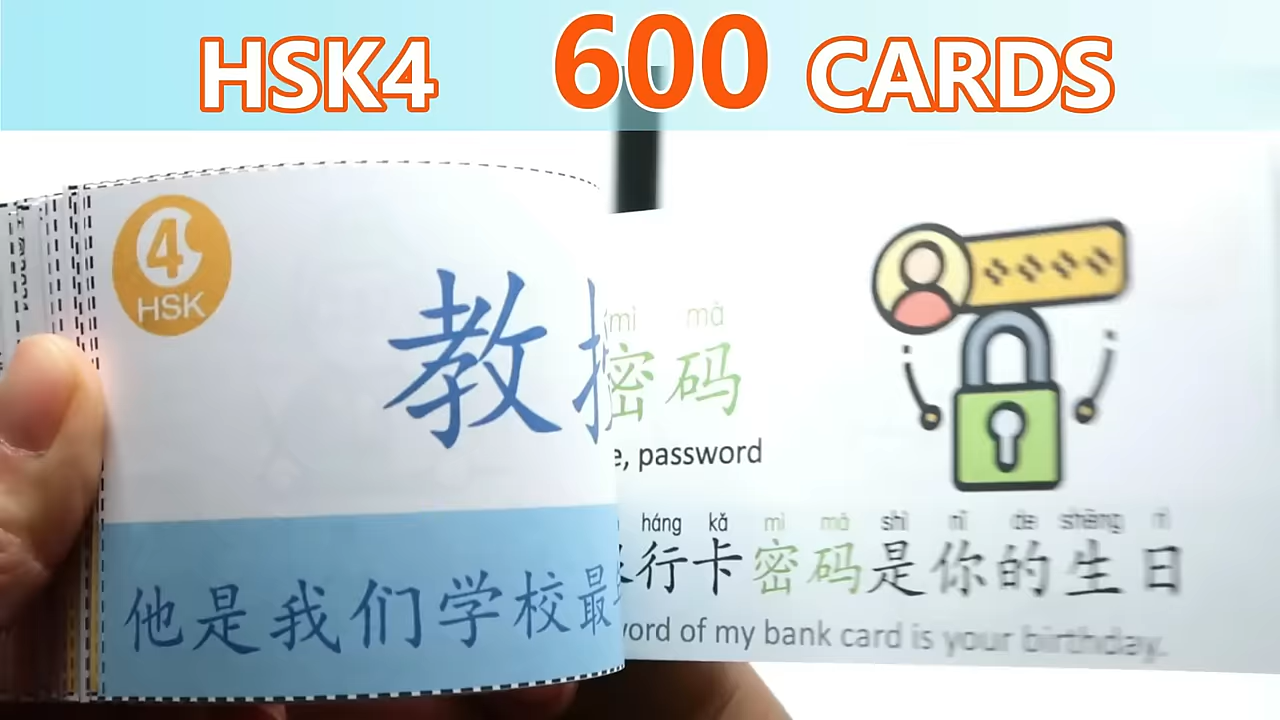 HSK4 600 CARDS
4
HSK
教
mì mà
密码
password
háng kǎ mì mǎ shì nǐ de shēng rì
行卡密码是你的生日
of my bank card is your birthday.
他是我们学校最